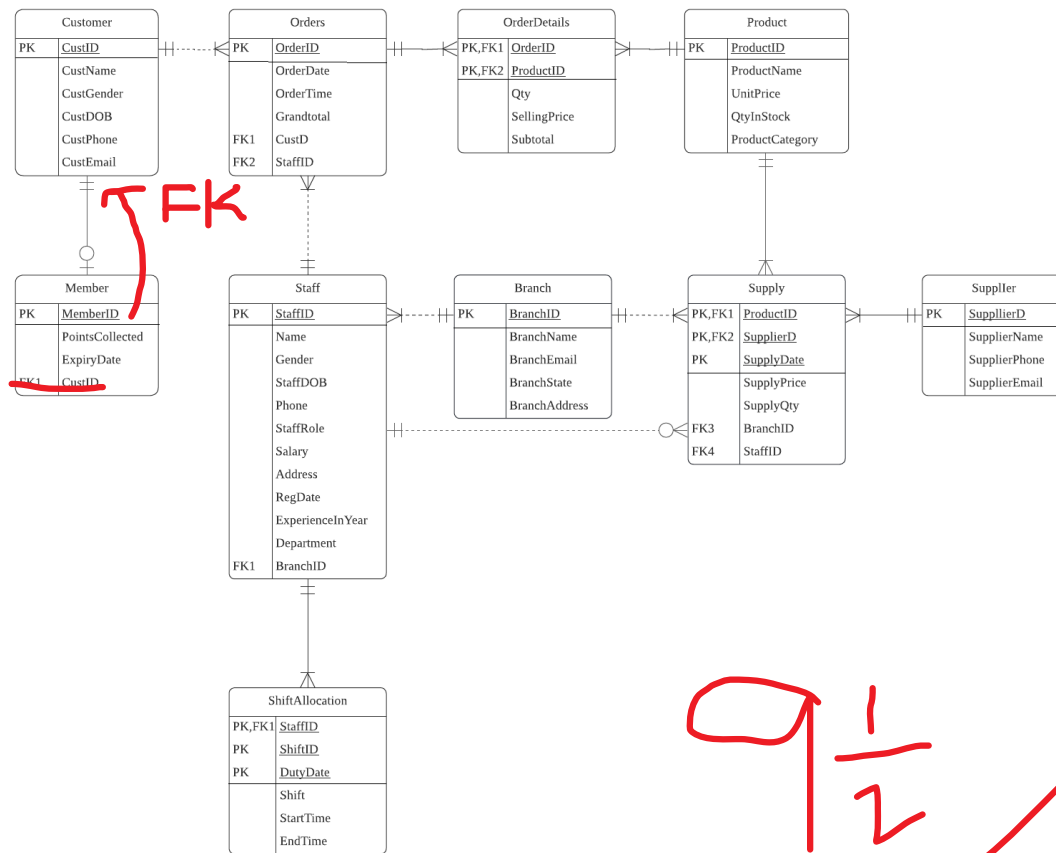 Customer
PK CustID
CustName
CustGender
CustDOB
CustPhone
CustEmail
Orders
PK OrderID
OrderDate
OrderTime
Grandtotal
FK1 CustD
FK2 StaffID
OrderDetails
PK,FK1 OrderID
PK,FK2 ProductID
Qty
SellingPrice
Subtotal
Product
PK ProductID
ProductName
UnitPrice
QtyInStock
ProductCategory
FK
Member
PK MemberID
PointsCollected
ExpiryDate
FK1 CustID
Staff
PK StaffID
Name
Gender
StaffDOB
Phone
StaffRole
Salary
Address
RegDate
ExperienceInYear
Department
FK1 BranchID
Branch
PK BranchID
BranchName
BranchEmail
BranchState
BranchAddress
Supply
PK,FK1 ProductID
PK,FK2 SupplierD
PK SupplyDate
SupplyPrice
SupplyQty
FK3 BranchID
FK4 StaffID
SupplIer
PK SuppllierD
SupplierName
SupplierPhone
SupplierEmail
ShiftAllocation
PK,FK1 StaffID
PK ShiftID
PK DutyDate
Shift
StartTime
EndTime
9 1/2